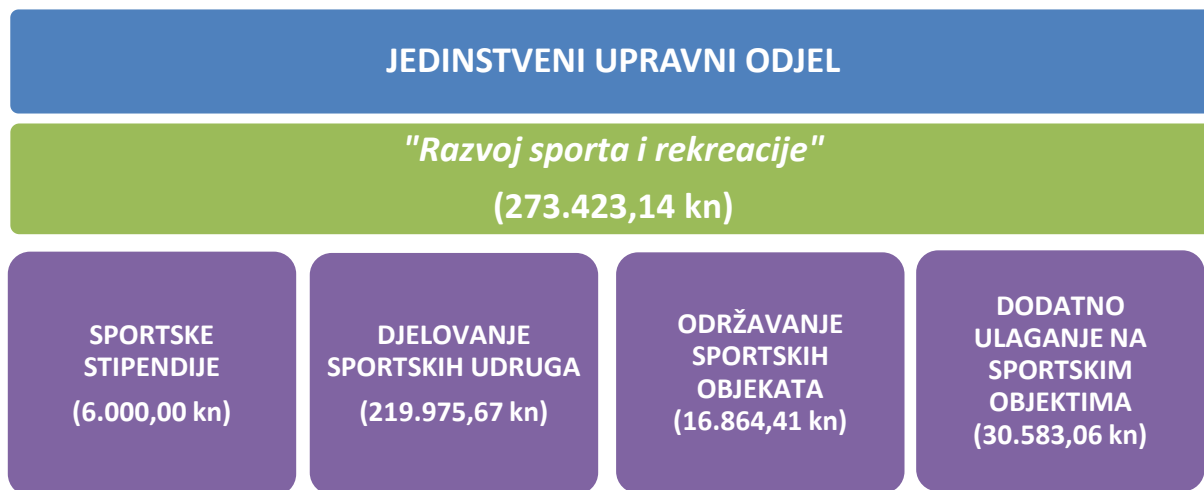 JEDINSTVENI UPRAVNI ODJEL
"Razvoj sporta i rekreacije"
(273.423,14 kn)
SPORTSKE
STIPENDIJE
(6.000,00 kn)
DJELOVANJE
SPORTSKIH UDRUGA
(219.975,67 kn)
ODRŽAVANJE
SPORTSKIH
OBJEKATA
(16.864,41 kn)
DODATNO
ULAGANJE NA
SPORTSKIM
OBJEKTIMA
(30.583,06 kn)